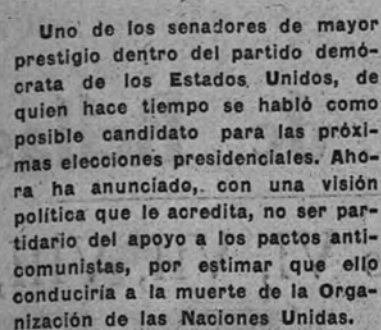 Uno de los senadores de mayor
prestigio dentro del partido demó-
crata de los Estados Unidos, de
quien hace tiempo se habló como
posible candidato para las próxi-
mas elecciones presidenciales. Aho-
ra ha anunciado, con una visión
política que le acredita, no ser par-
tidario del apoyo a los pactos anti-
comunistas, por estimar que ello
conduciría a la muerte de la Orga-
nización de las Naciones Unidas.